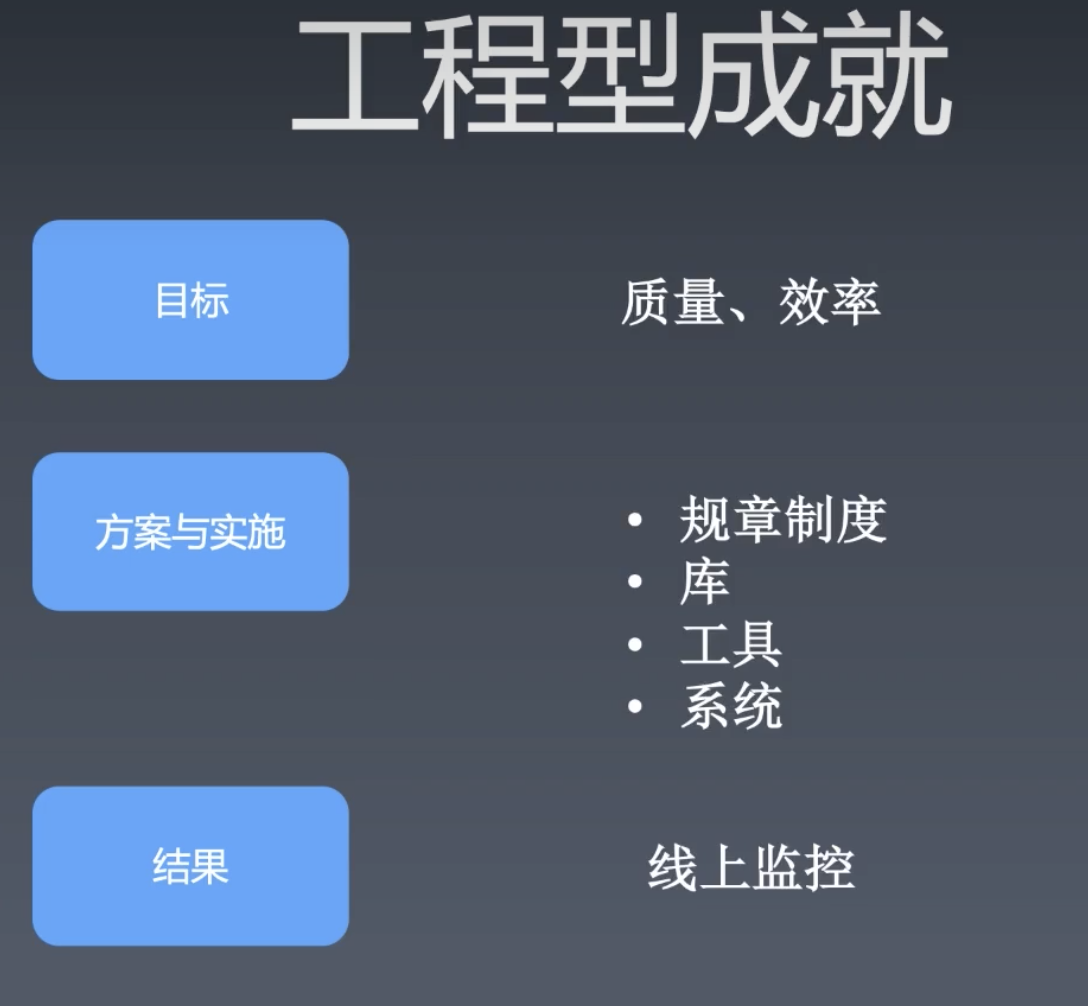 工程型成就
目标
质量、效率
方案与实施
• 规章制度
• 库
• 工具
• 系统
结果
线上监控